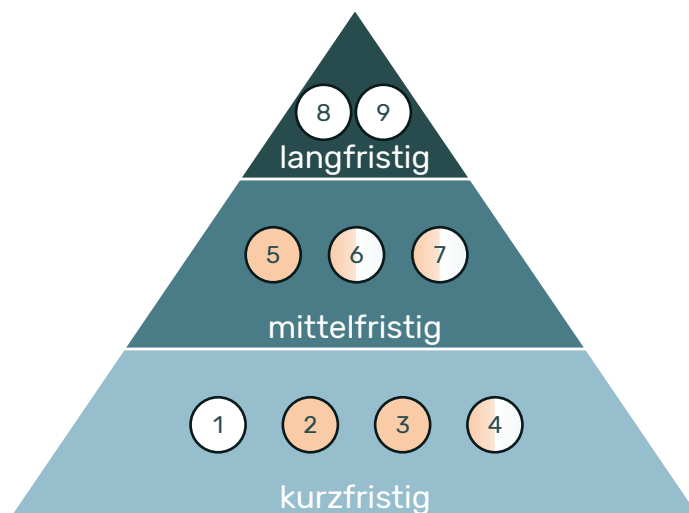 8 9
langfristig
5 6 7
mittelfristig
1 2 3 4
kurzfristig